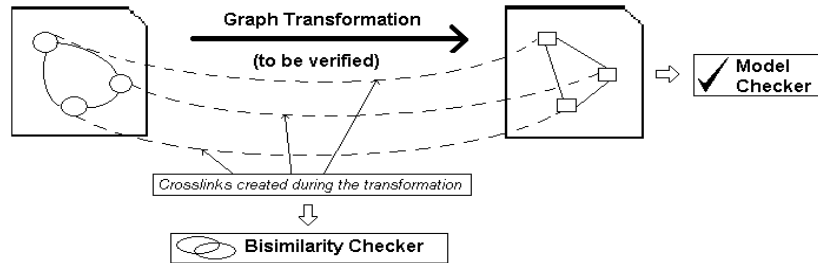 Graph Transformation
(to be verified)
Model
Checker
Crosslinks created during the transformation
Bisimilarity Checker